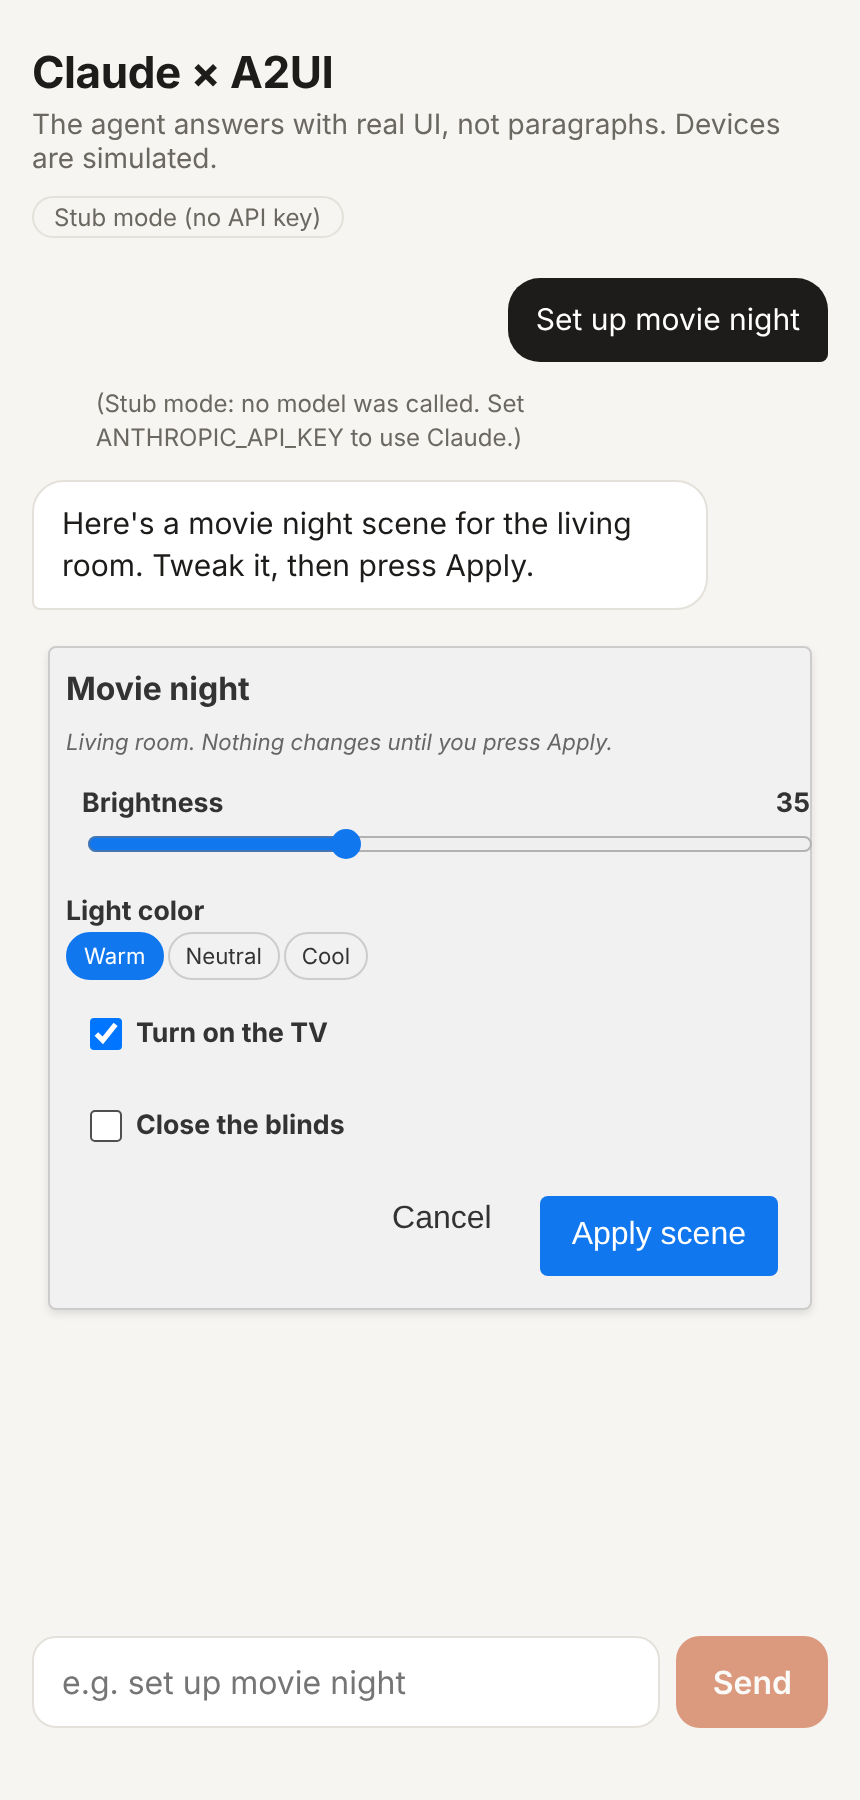 Claude × A2UI
The agent answers with real UI, not paragraphs. Devices
are simulated.
Stub mode (no API key)
Set up movie night
(Stub mode: no model was called. Set
ANTHROPIC_API_KEY to use Claude.)
Here's a movie night scene for the living
room. Tweak it, then press Apply.
Movie night
Living room. Nothing changes until you press Apply.
Brightness 35
Light color
Warm Neutral Cool
Turn on the TV
Close the blinds
Cancel Apply scene
e.g. set up movie night Send